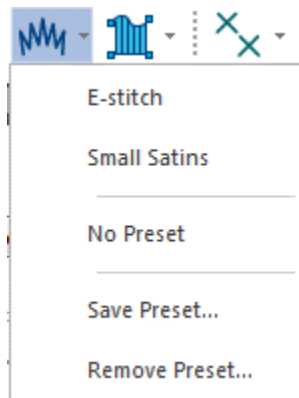 E-stitch
Small Satins
No Preset
Save Preset...
Remove Preset...